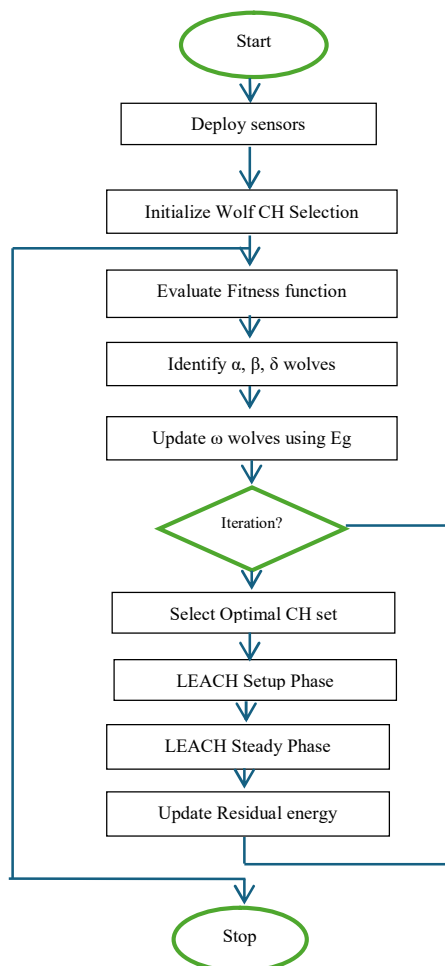 Start
Deploy sensors
Initialize Wolf CH Selection
Evaluate Fitness function
Identify α, β, δ wolves
Update ω wolves using Eg
Iteration?
Select Optimal CH set
LEACH Setup Phase
LEACH Steady Phase
Update Residual energy
Stop